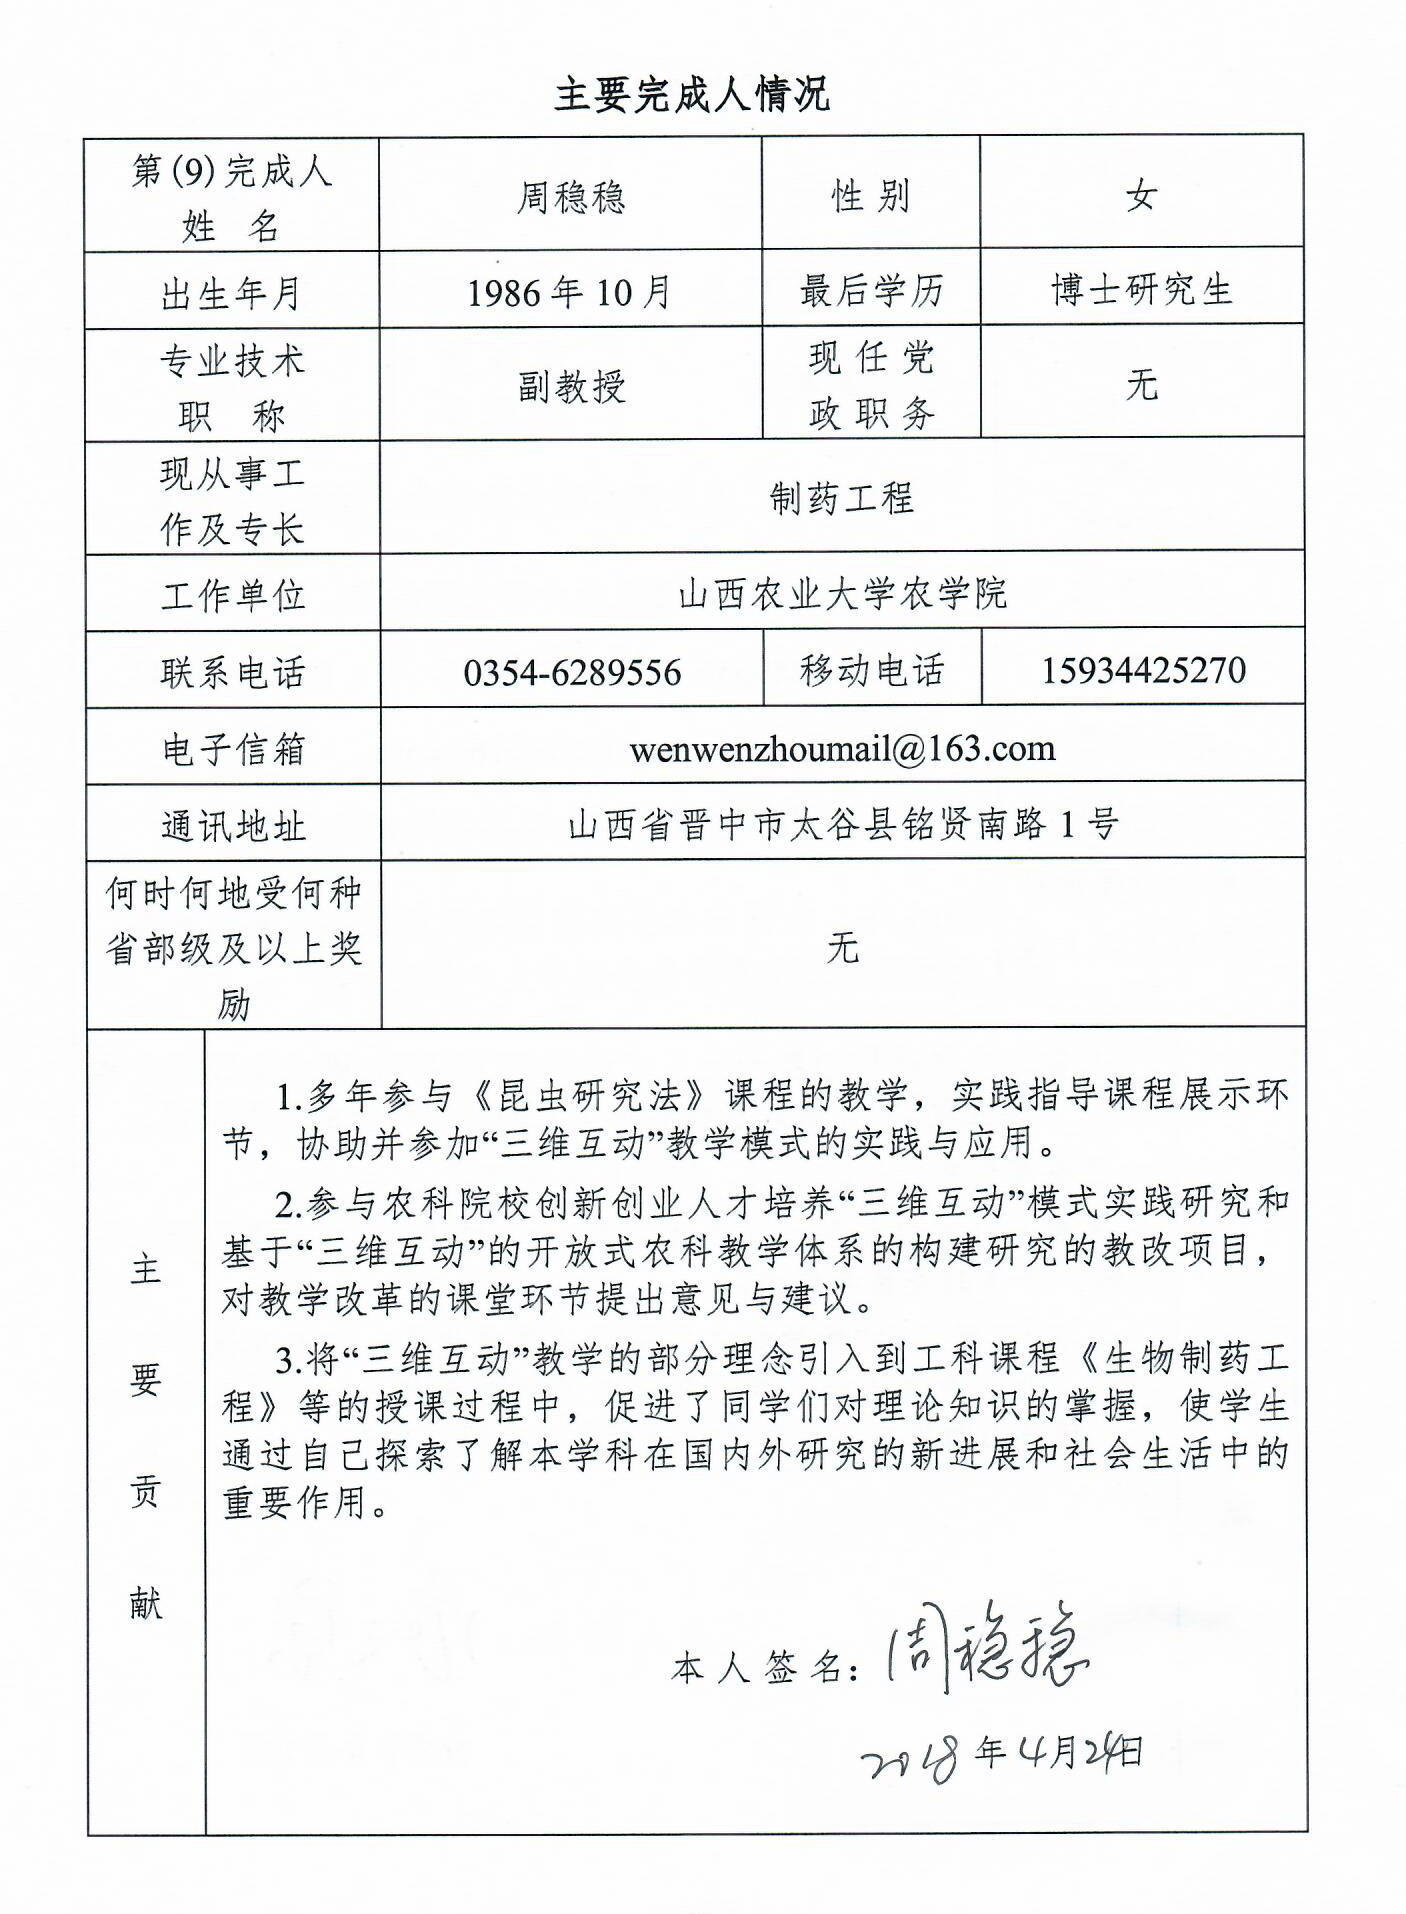 主要完成人情况
第(9)完成人
姓 名
周稳稳
性 别
女
出生年月
1986 年 10 月
最后学历
博士研究生
专业技术
职 称
副教授
现 任 党
政 职 务
无
现从事工
作及专长
制药工程
工作单位
山西农业大学农学院
联系电话
0354-6289556
移动电话
15934425270
电子信箱
wenwenzhoumail@163.com
通讯地址
山西省晋中市太谷县铭贤南路 1 号
何时何地受何种
省部级及以上奖
励
无
主
要
贡
献
1.多年参与《昆虫研究法》课程的教学，实践指导课程展示环
节，协助并参加“三维互动”教学模式的实践与应用。
2.参与农科院校创新创业人才培养“三维互动”模式实践研究和
基于“三维互动”的开放式农科教学体系的构建研究的教改项目，
对教学改革的课堂环节提出意见与建议。
3.将“三维互动”教学的部分理念引入到工科课程《生物制药工
程》等的授课过程中，促进了同学们对理论知识的掌握，使学生
通过自己探索了解本学科在国内外研究的新进展和社会生活中的
重要作用。
本 人 签 名：周稳稳
2018 年 4 月 24 日